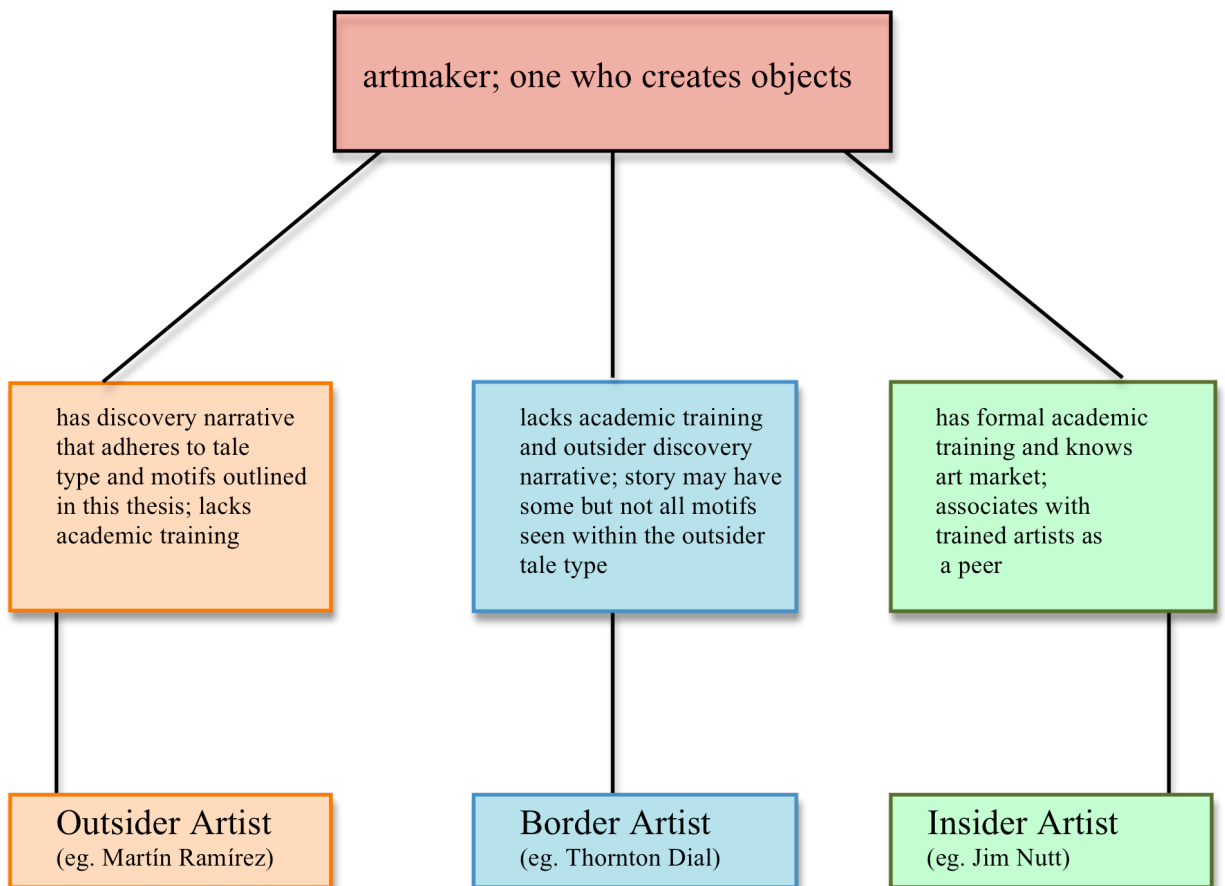 artmaker; one who creates objects
has discovery narrative
that adheres to tale
type and motifs outlined
in this thesis; lacks
academic training
lacks academic training
and outsider discovery
narrative; story may have
some but not all motifs
seen within the outsider
tale type
has formal academic
training and knows
art market;
associates with
trained artists as
a peer
Outsider Artist
(eg. Martín Ramírez)
Border Artist
(eg. Thornton Dial)
Insider Artist
(eg. Jim Nutt)